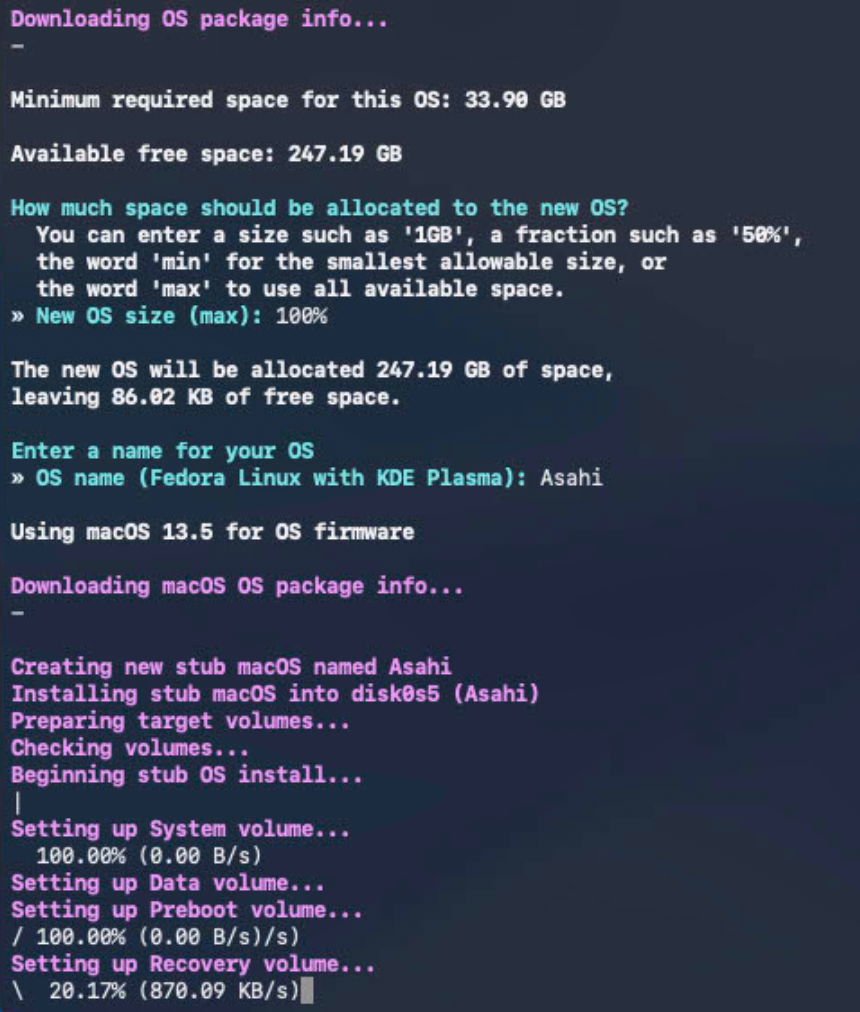 Downloading OS package info...
–
Minimum required space for this OS: 33.90 GB
Available free space: 247.19 GB
How much space should be allocated to the new OS?
You can enter a size such as '1GB', a fraction such as '50%',
the word 'min' for the smallest allowable size, or
the word 'max' to use all available space.
» New OS size (max): 100%
The new OS will be allocated 247.19 GB of space,
leaving 86.02 KB of free space.
Enter a name for your OS
» OS name (Fedora Linux with KDE Plasma): Asahi
Using macOS 13.5 for OS firmware
Downloading macOS OS package info...
–
Creating new stub macOS named Asahi
Installing stub macOS into disk0s5 (Asahi)
Preparing target volumes...
Checking volumes...
Beginning stub OS install...
|
Setting up System volume...
100.00% (0.00 B/s)
Setting up Data volume...
Setting up Preboot volume...
/ 100.00% (0.00 B/s)/s)
Setting up Recovery volume...
\ 20.17% (870.09 KB/s)